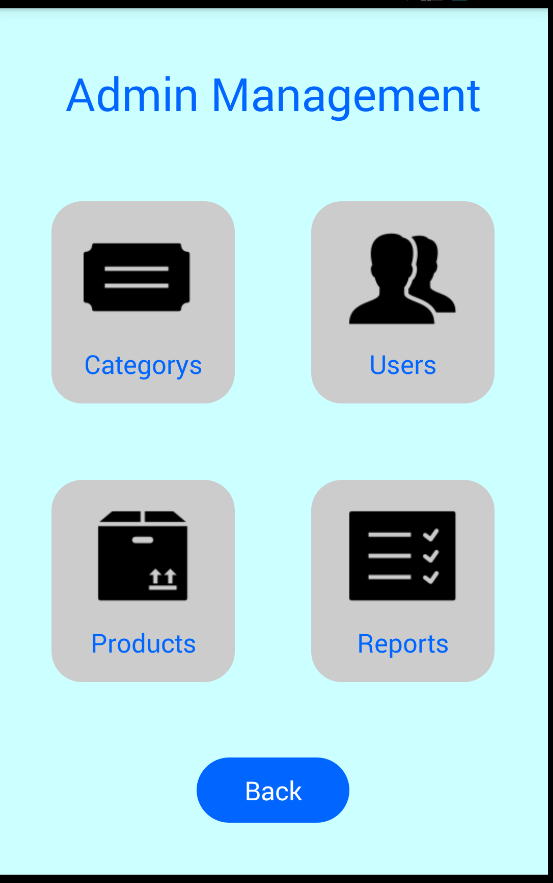 Admin Management
Categorys
Users
Products
Reports
Back